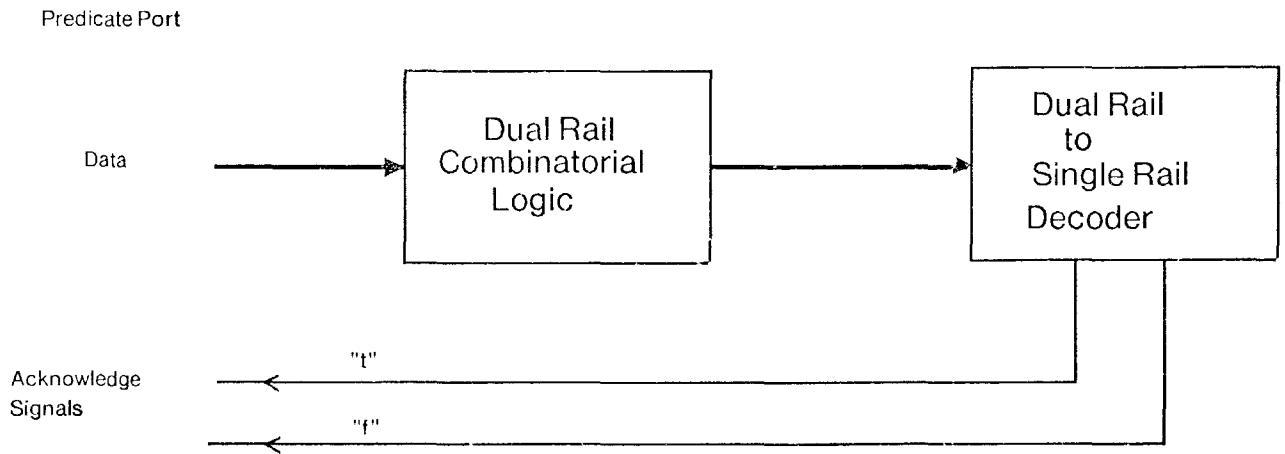 Predicate Port
Data
Dual Rail
Combinatorial
Logic
Dual Rail
to
Single Rail
Decoder
Acknowledge
Signals
"t"
"f"